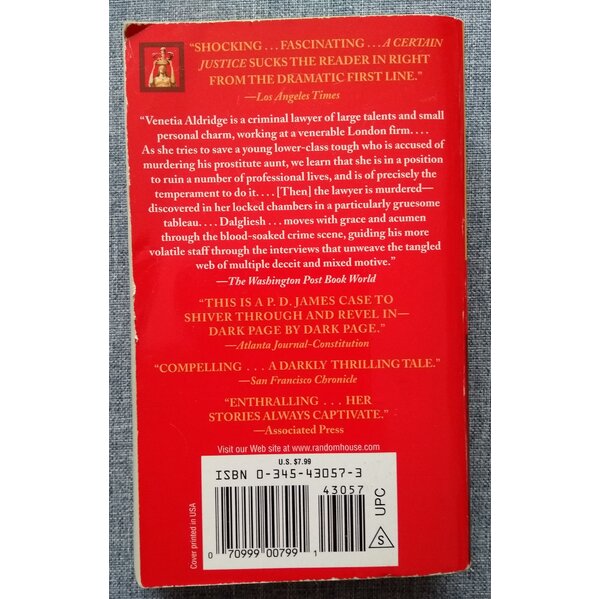 "SHOCKING . . . FASCINATING . . . A CERTAIN
JUSTICE SUCKS THE READER IN RIGHT
FROM THE DRAMATIC FIRST LINE."
—Los Angeles Times
"Venetia Aldridge is a criminal lawyer of large talents and small
personal charm, working at a venerable London firm. . . .
As she tries to save a young lower-class tough who is accused of
murdering his prostitute aunt, we learn that she is in a position
to ruin a number of professional lives, and is of precisely the
temperament to do it. . . . [Then] the lawyer is murdered—
discovered in her locked chambers in a particularly gruesome
tableau. . . . Dalgliesh . . . moves with grace and acumen
through the blood-soaked crime scene, guiding his more
volatile staff through the interviews that unweave the tangled
web of multiple deceit and mixed motive."
—The Washington Post Book World
"THIS IS A P. D. JAMES CASE TO
SHIVER THROUGH AND REVEL IN—
DARK PAGE BY DARK PAGE."
—Atlanta Journal-Constitution
"COMPELLING . . . A DARKLY THRILLING TALE."
—San Francisco Chronicle
"ENTHRALLING . . . HER
STORIES ALWAYS CAPTIVATE."
—Associated Press
Visit our Web site at www.randomhouse.com
U.S. $7.99
ISBN 0-345-43057-3
43057
0 70999 00799 1
UPC
S
Cover printed in USA